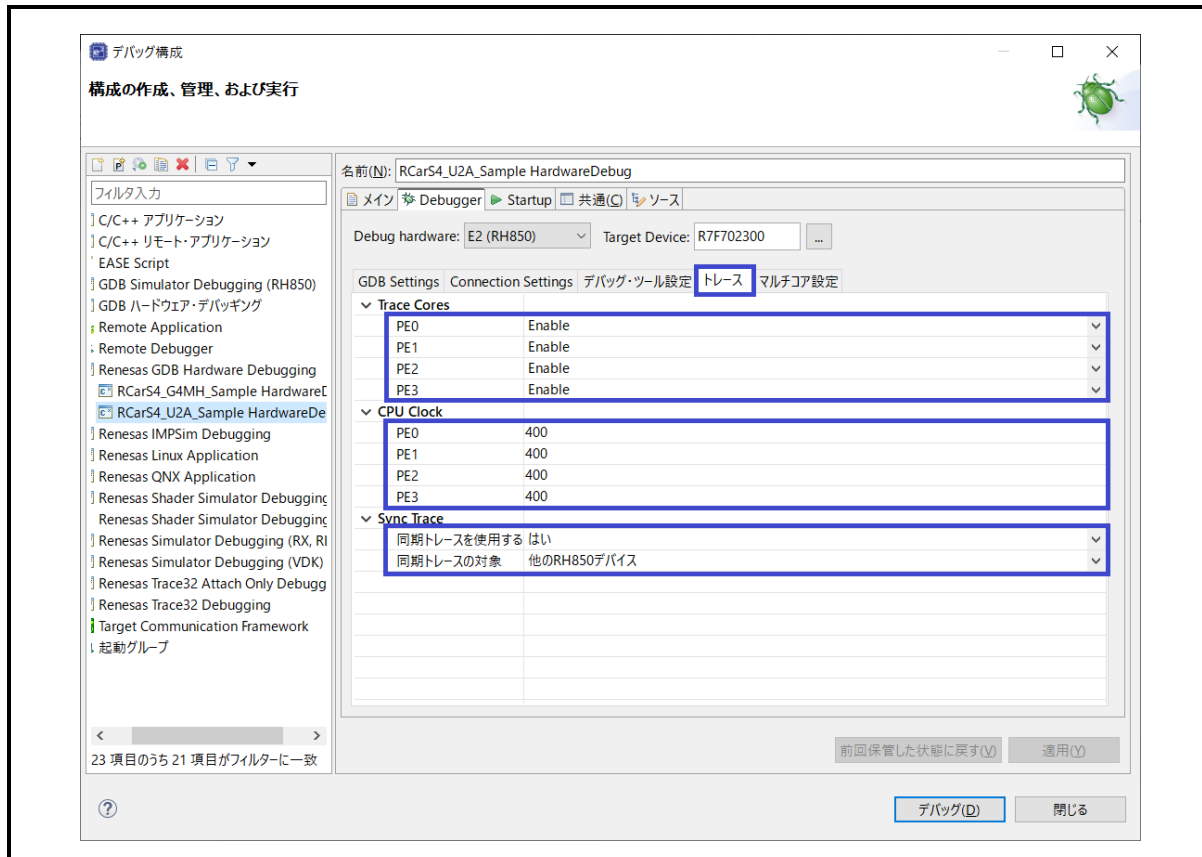 デバッグ構成
構成の作成、管理、および実行
フィルタ入力
C/C++ アプリケーション
C/C++ リモート・アプリケーション
EASE Script
GDB Simulator Debugging (RH850)
GDB ハードウェア・デバッギング
Remote Application
Remote Debugger
Renesas GDB Hardware Debugging
RCarS4_G4MH_Sample HardwareD
RCarS4_U2A_Sample HardwareDe
Renesas IMPSim Debugging
Renesas Linux Application
Renesas QNX Application
Renesas Shader Simulator Debugging
Renesas Shader Simulator Debugging
Renesas Simulator Debugging (RX, RI
Renesas Simulator Debugging (VDK)
Renesas Trace32 Attach Only Debugg
Renesas Trace32 Debugging
Target Communication Framework
起動グループ
23 項目のうち 21 項目がフィルターに一致
名前(N): RCarS4_U2A_Sample HardwareDebug
メイン Debugger Startup 共通(C) ソース
Debug hardware: E2 (RH850) Target Device: R7F702300 ...
GDB Settings Connection Settings デバッグ・ツール設定 トレース マルチコア設定
Trace Cores
PE0 Enable
PE1 Enable
PE2 Enable
PE3 Enable
CPU Clock
PE0 400
PE1 400
PE2 400
PE3 400
Sync Trace
同期トレースを使用する はい
同期トレースの対象 他のRH850デバイス
前回保管した状態に戻す(V) 適用(Y)
デバッグ(D) 閉じる